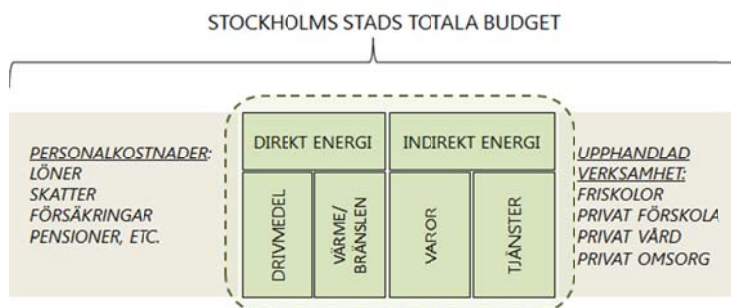 STOCKHOLMS STADS TOTALA BUDGET
PERSONALKOSTNADER:
LÖNER
SKATTER
FÖRSÄKRINGAR
PENSIONER, ETC.
DIREKT ENERGI
INDIREKT ENERGI
DRIVMEDEL
VÄRME/
BRÄNSLEN
VAROR
TJÄNSTER
UPPHANDLAD
VERKSAMHET:
FRISKOLOR
PRIVAT FÖRSKOLA
PRIVAT VÅRD
PRIVAT OMSORG